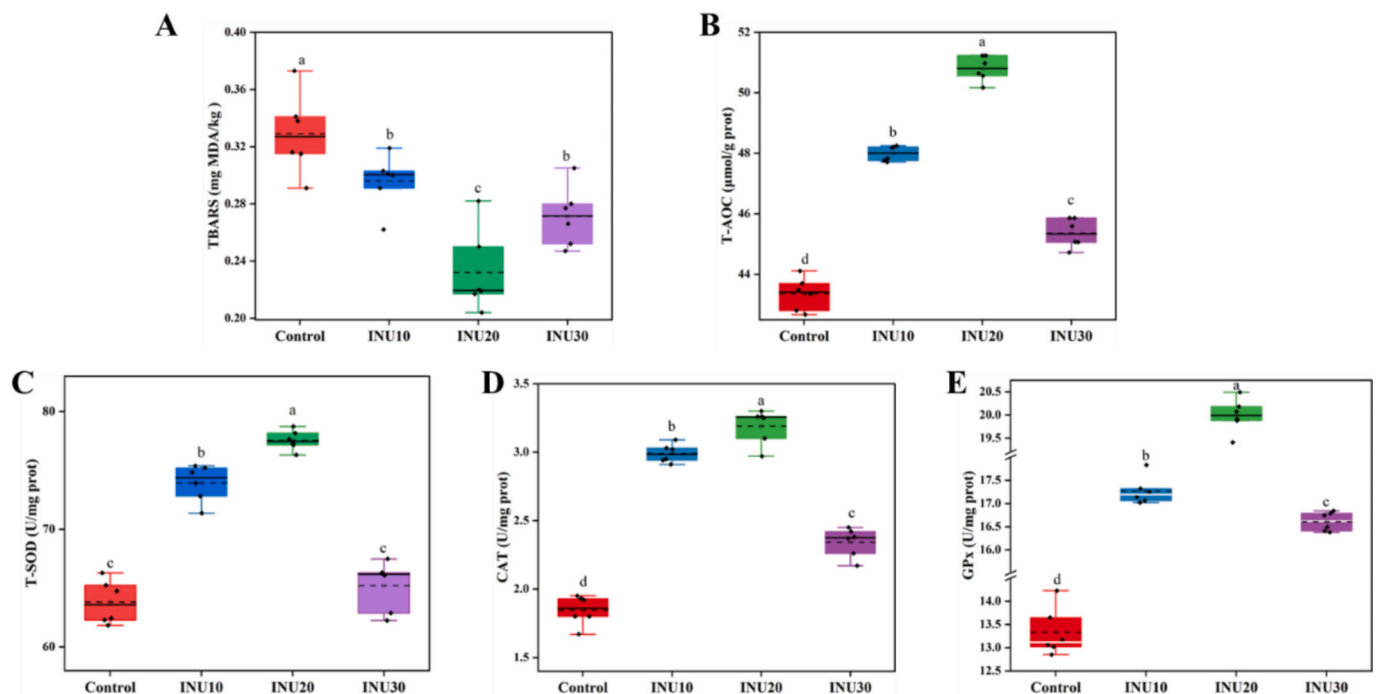 A
TBARS (mg MDA/kg )
0.40
0.36
0.32
0.28
0.24
0.20
a
b
c
b
Control INU10 INU20 INU30
B
T-AOC (μmol/g prot)
52
50
48
46
44
d
b
a
c
Control INU10 INU20 INU30
C
T-SOD (U/mg prot)
80
70
60
c
b
a
c
Control INU10 INU20 INU30
D
CAT (U/mg prot)
3.5
3.0
2.5
2.0
1.5
d
b
a
c
Control INU10 INU20 INU30
E
GPx (U/mg prot)
20.5
20.0
19.5
17.5
17.0
16.5
16.0
14.0
13.5
13.0
12.5
d
b
a
c
Control INU10 INU20 INU30